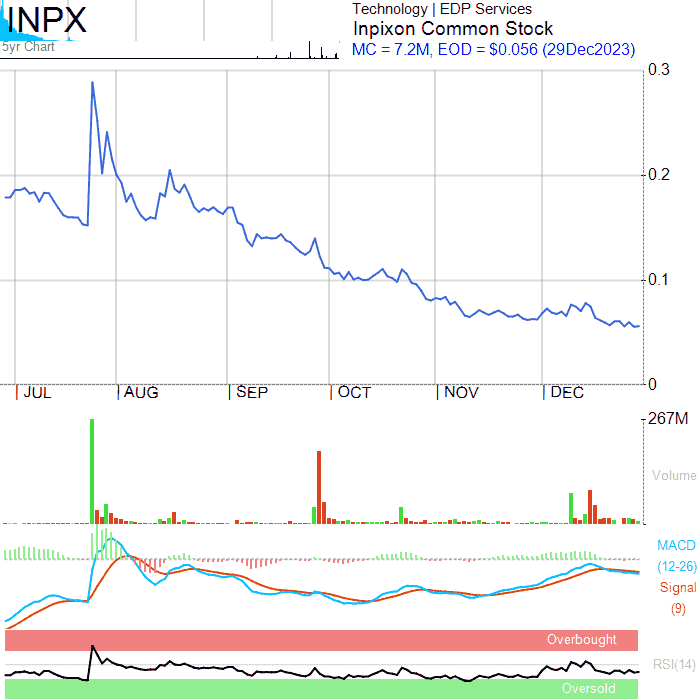 INPX
5yr Chart
Technology | EDP Services
Inpixon Common Stock
MC = 7.2M, EOD = $0.056 (29Dec2023)
0.3
0.2
0.1
0
JUL AUG SEP OCT NOV DEC
267M
Volume
MACD
(12-26)
Signal
(9)
Overbought
RSI(14)
Oversold